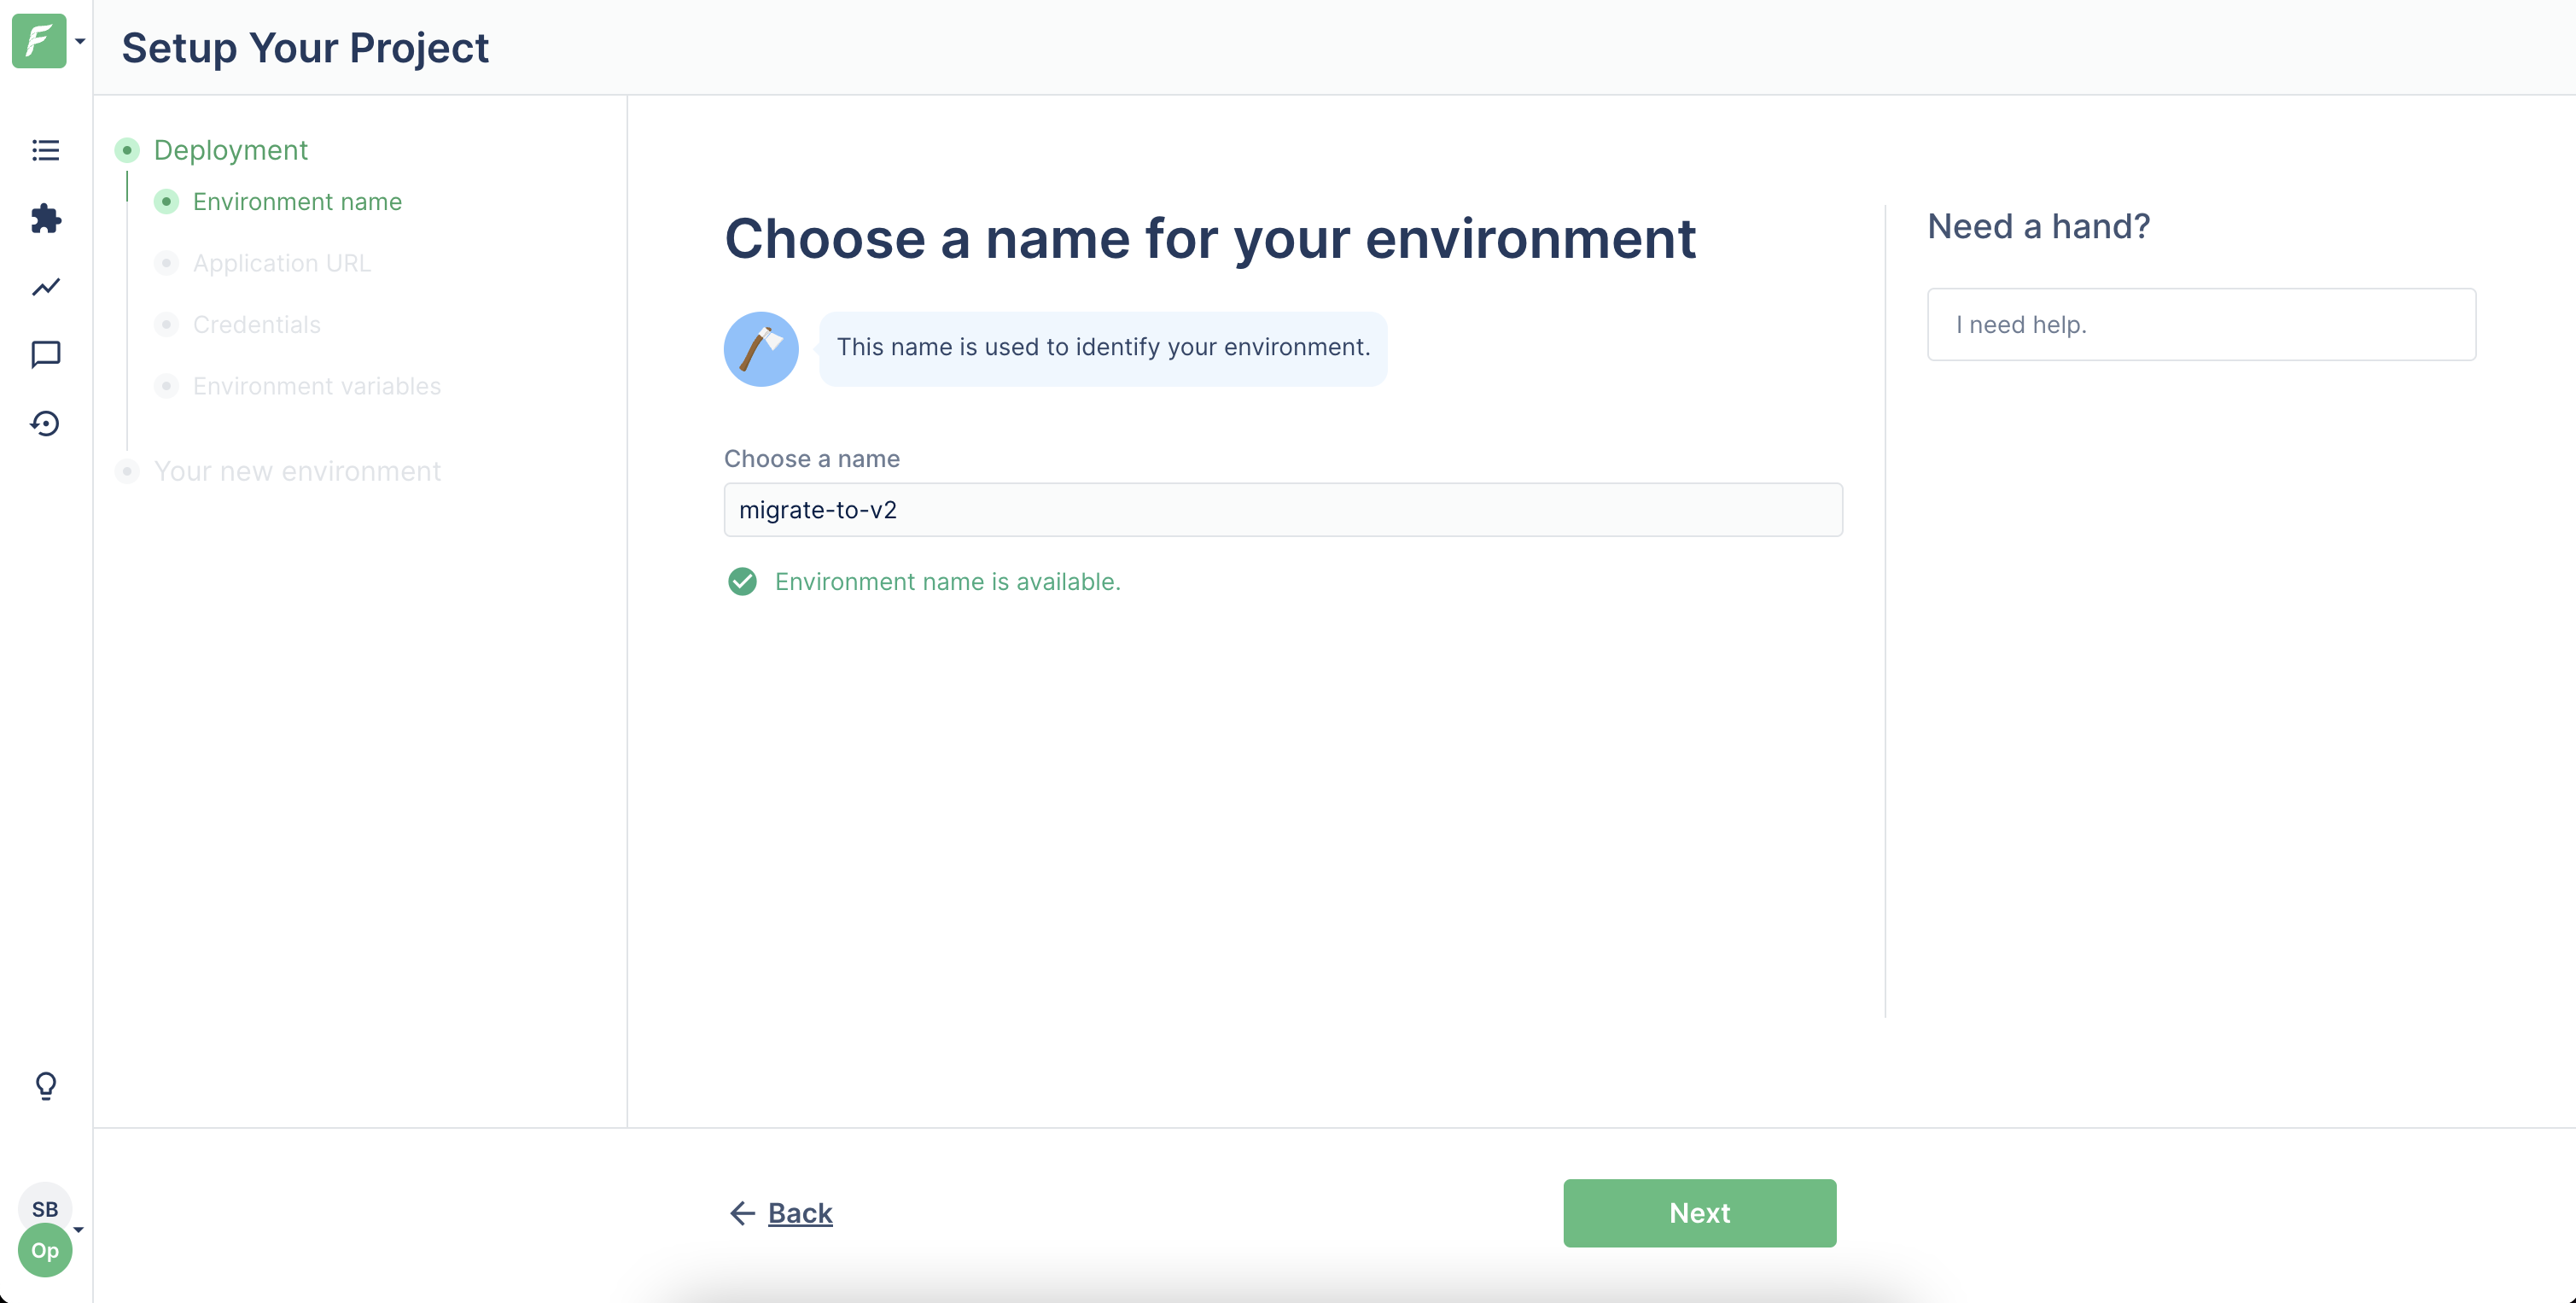 Setup Your Project
Deployment
Environment name
Application URL
Credentials
Environment variables
Your new environment
Choose a name for your environment
This name is used to identify your environment.
Choose a name
migrate-to-v2
Environment name is available.
Need a hand?
I need help.
Back
Next
SB
Op